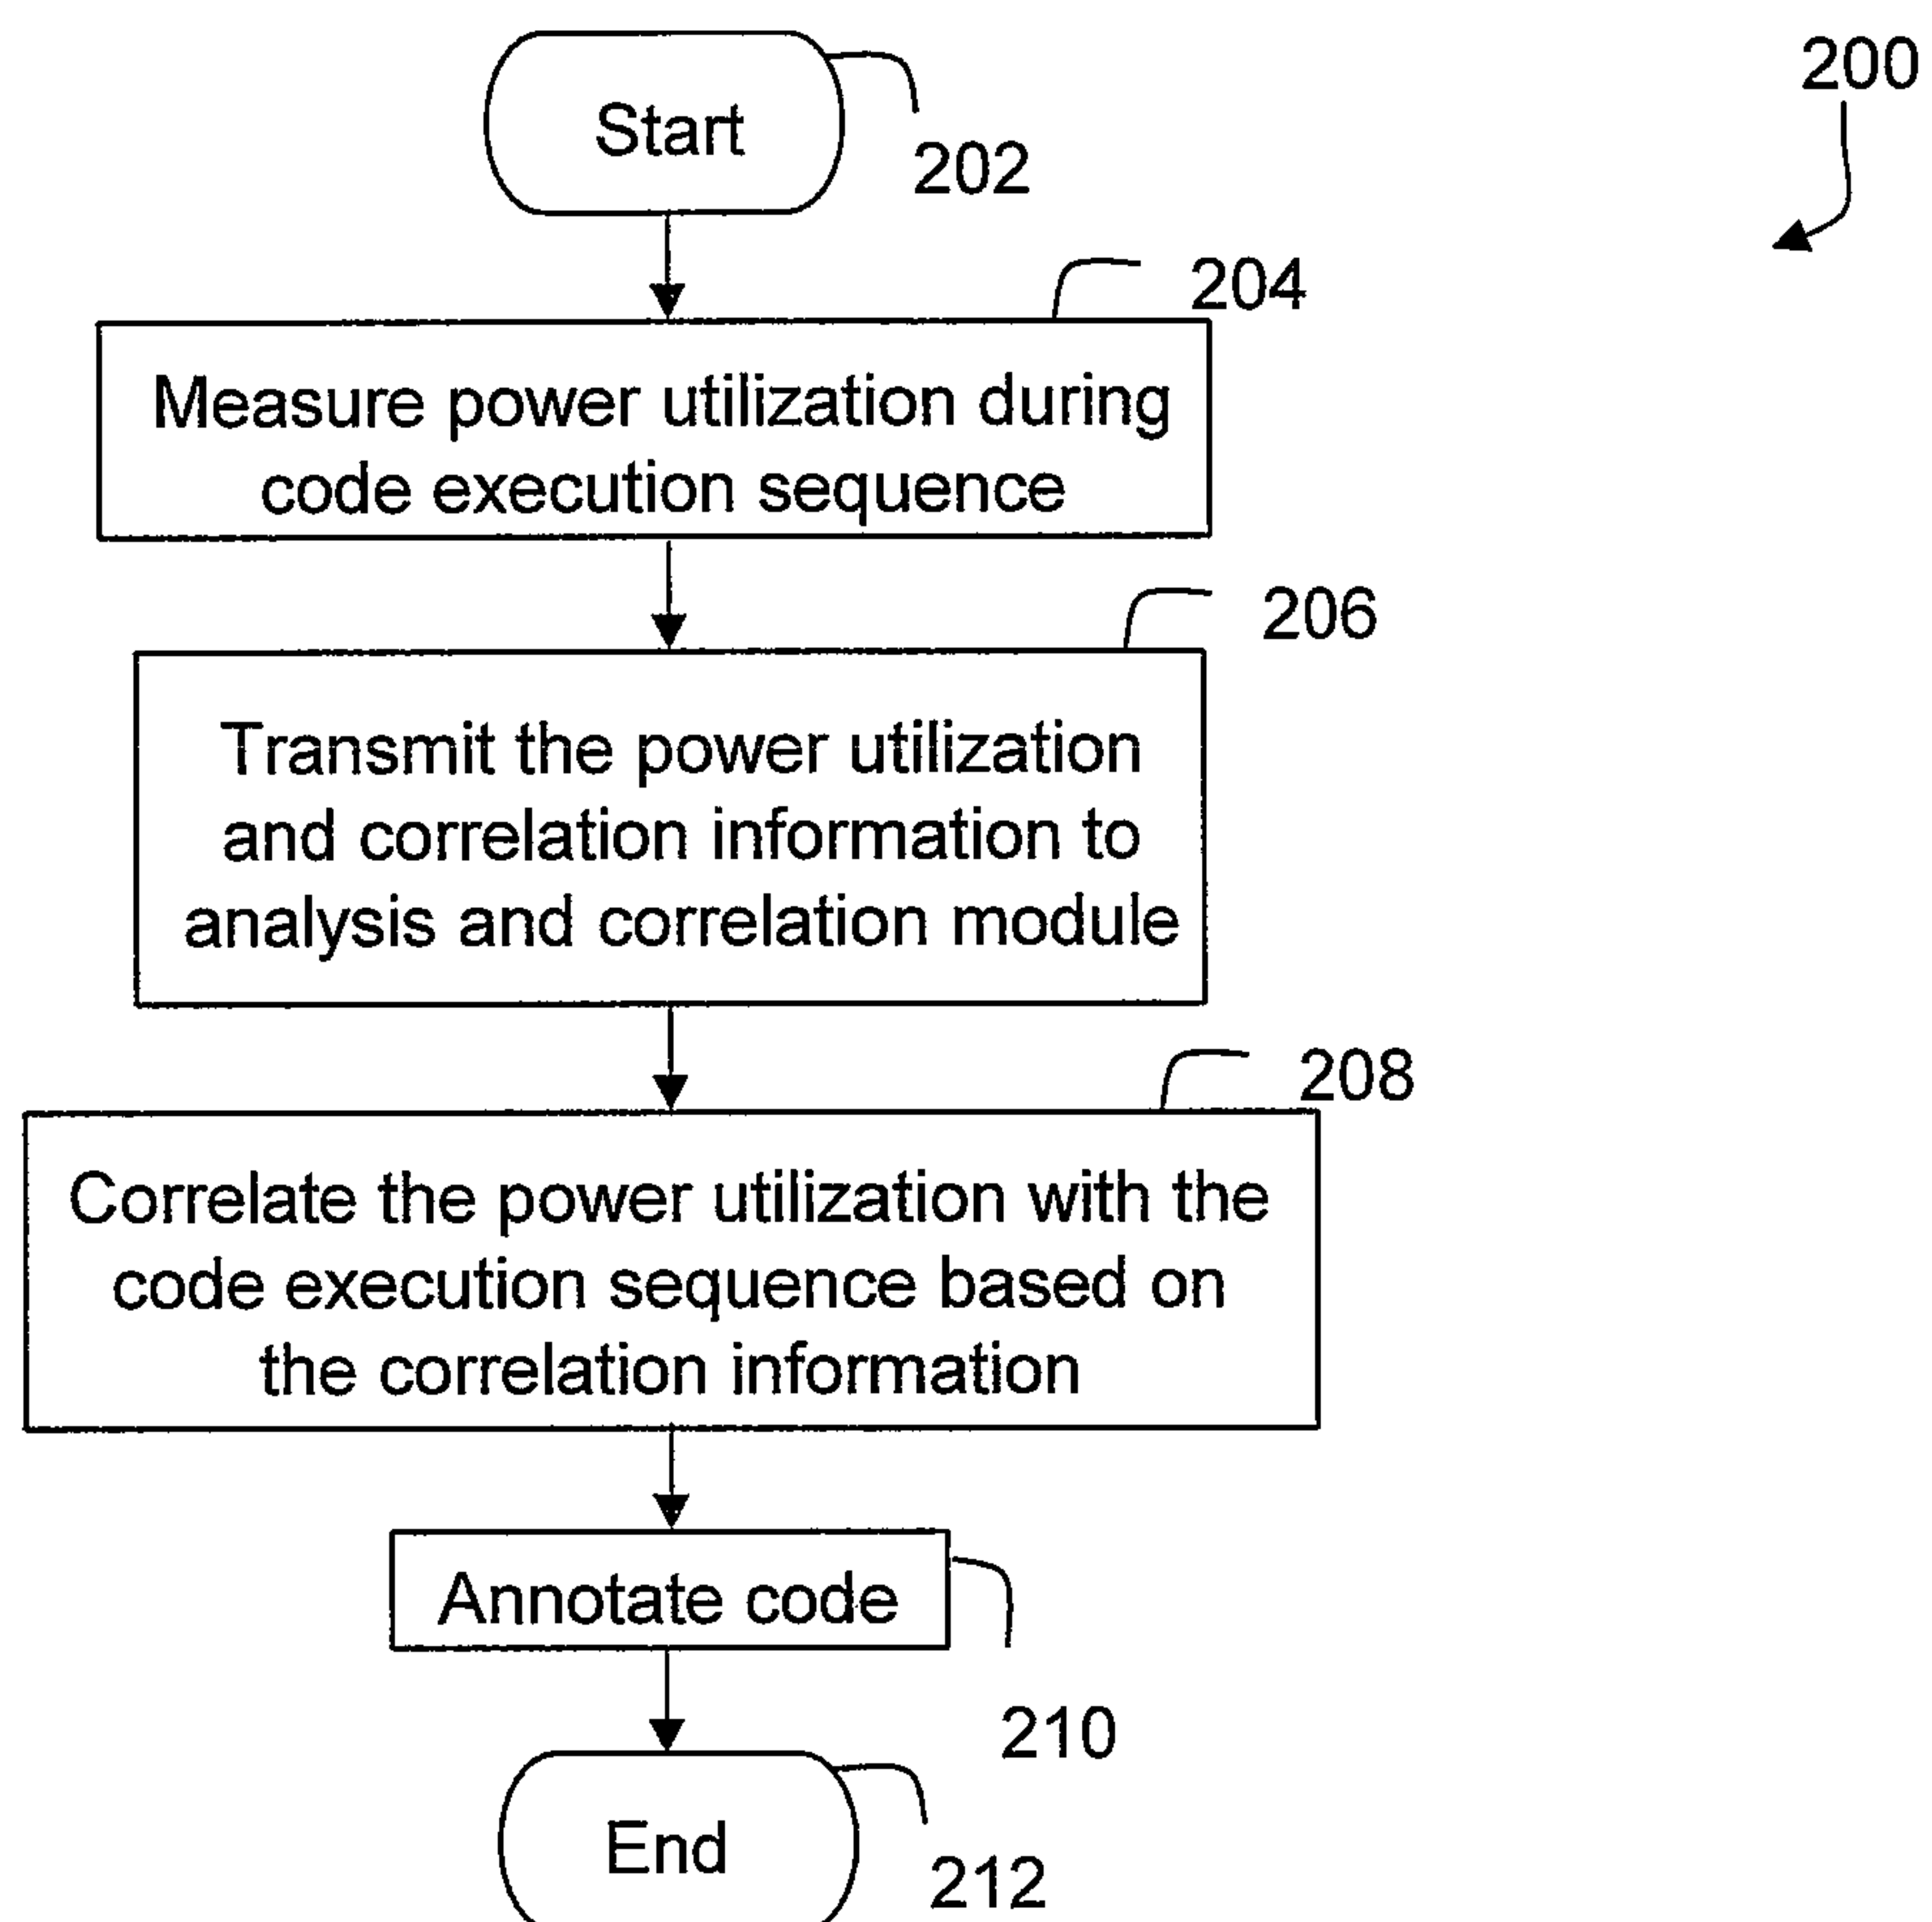 200
Start
202
204
Measure power utilization during
code execution sequence
206
Transmit the power utilization
and correlation information to
analysis and correlation module
208
Correlate the power utilization with the
code execution sequence based on
the correlation information
Annotate code
210
End
212